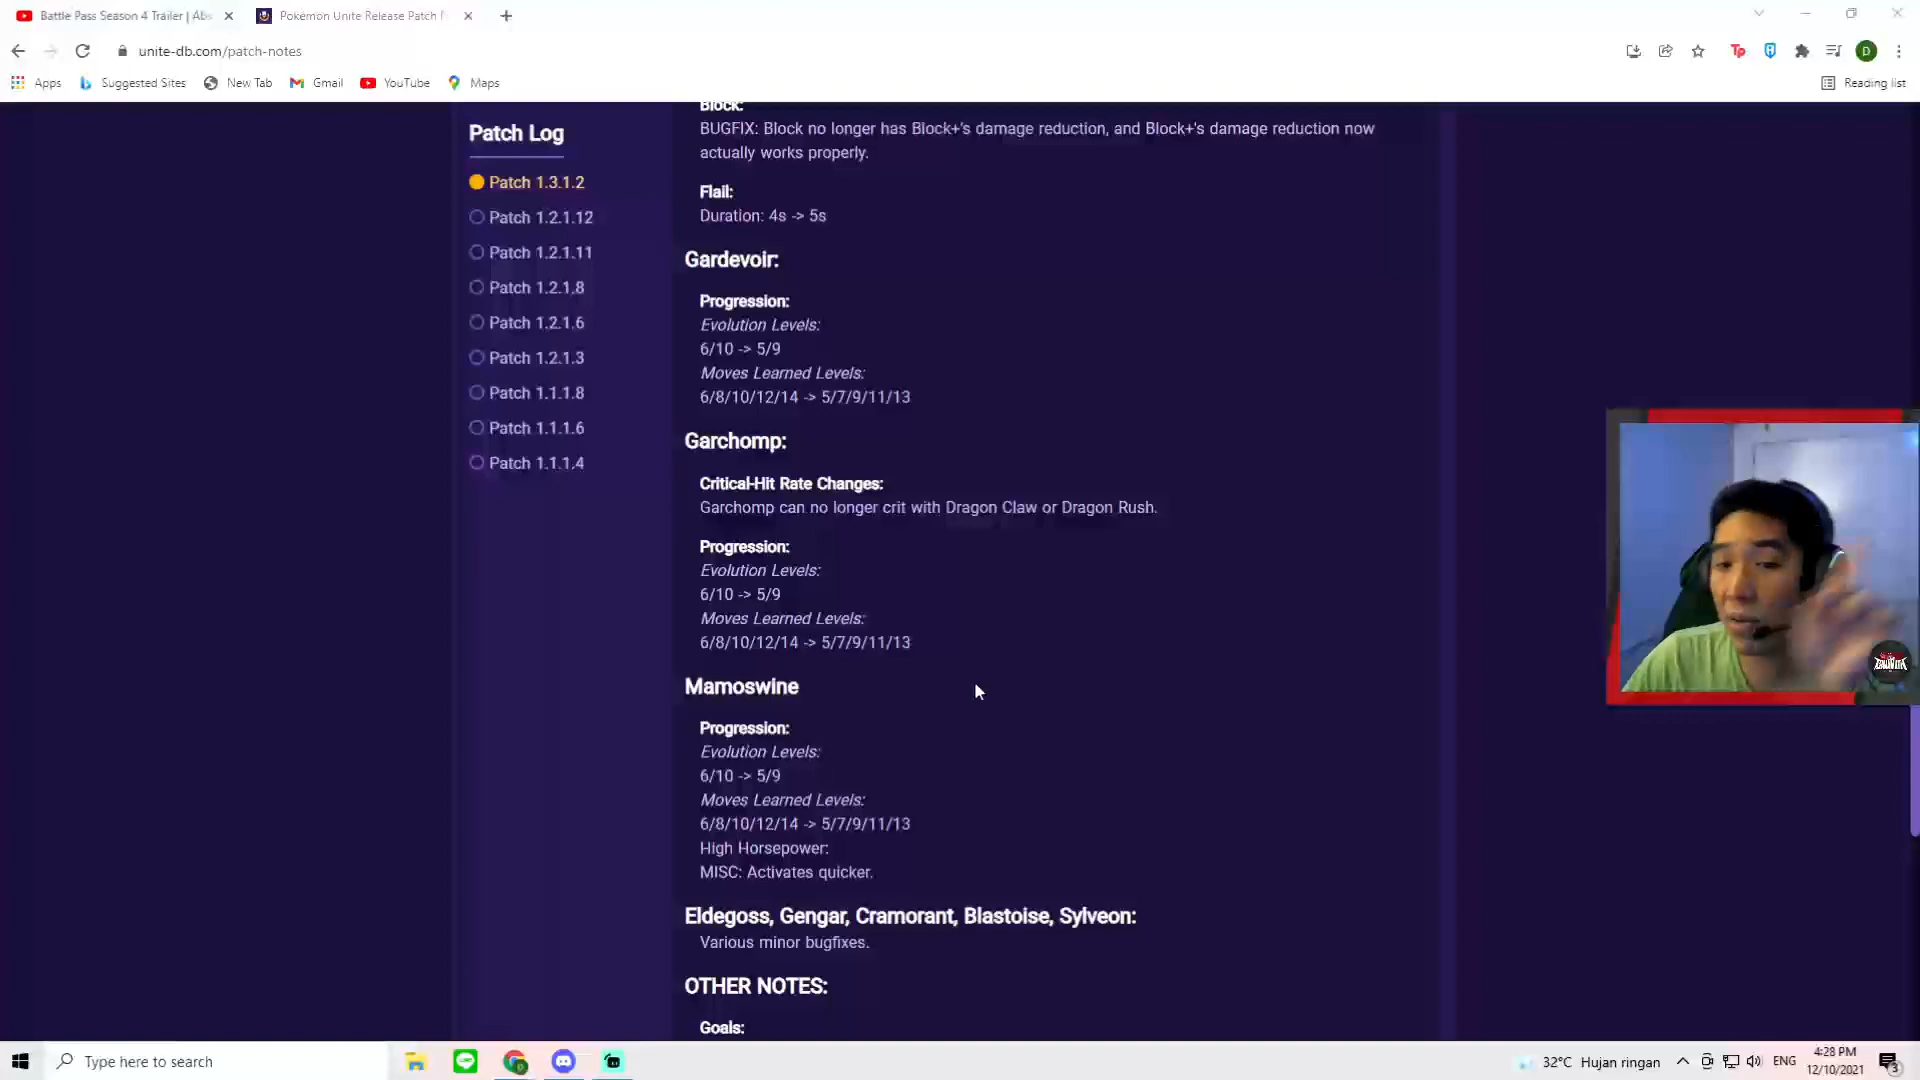 Battle Pass Season 4 Trailer | Abs
Pokémon Unite Release Patch N
unite-db.com/patch-notes
D
Apps
Suggested Sites
New Tab
Gmail
YouTube
Maps
Reading list
Patch Log
Patch 1.3.1.2
Patch 1.2.1.12
Patch 1.2.1.11
Patch 1.2.1.8
Patch 1.2.1.6
Patch 1.2.1.3
Patch 1.1.1.8
Patch 1.1.1.6
Patch 1.1.1.4
Block:
BUGFIX: Block no longer has Block+'s damage reduction, and Block+'s damage reduction now
actually works properly.
Flail:
Duration: 4s -> 5s
Gardevoir:
Progression:
Evolution Levels:
6/10 -> 5/9
Moves Learned Levels:
6/8/10/12/14 -> 5/7/9/11/13
Garchomp:
Critical-Hit Rate Changes:
Garchomp can no longer crit with Dragon Claw or Dragon Rush.
Progression:
Evolution Levels:
6/10 -> 5/9
Moves Learned Levels:
6/8/10/12/14 -> 5/7/9/11/13
Mamoswine
Progression:
Evolution Levels:
6/10 -> 5/9
Moves Learned Levels:
6/8/10/12/14 -> 5/7/9/11/13
High Horsepower:
MISC: Activates quicker.
Eldegoss, Gengar, Cramorant, Blastoise, Sylveon:
Various minor bugfixes.
OTHER NOTES:
Goals:
Type here to search
32°C Hujan ringan
ENG
4:28 PM
12/10/2021
3